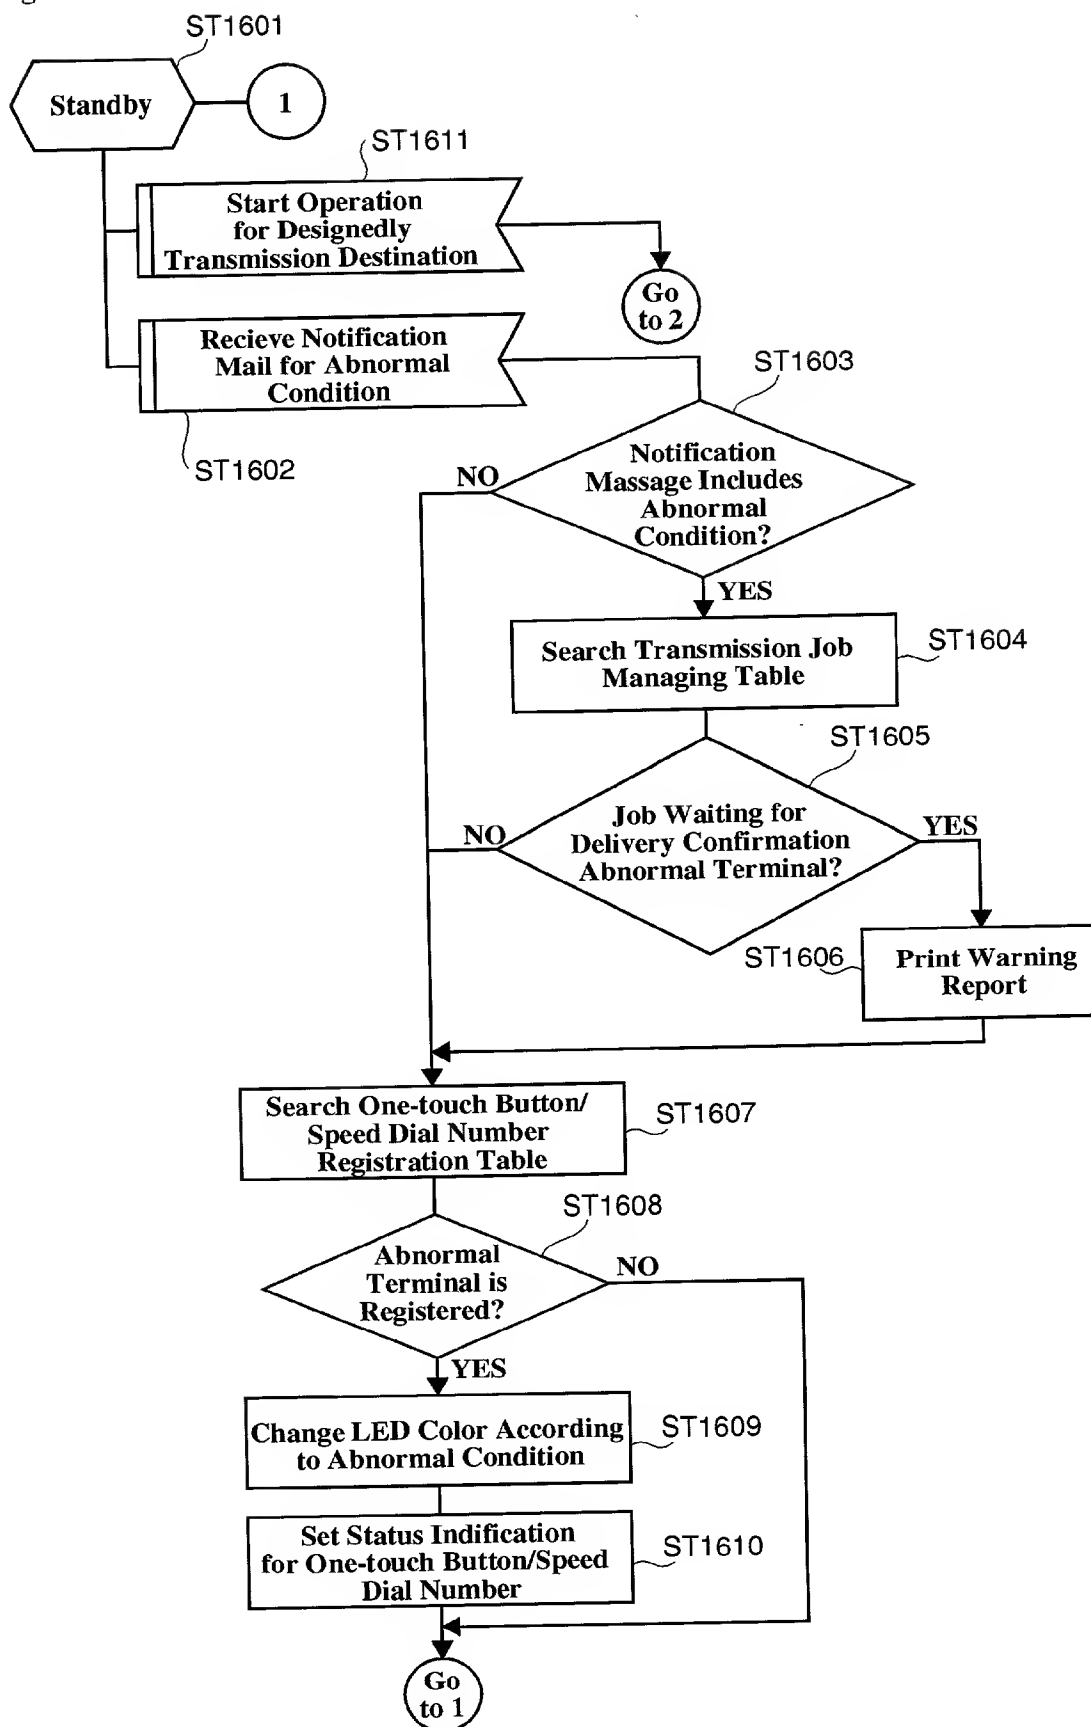 ST1601
Standby
1
ST1611
Start Operation
for Designedly
Transmission Destination
Go
to 2
Recieve Notification
Mail for Abnormal
Condition
ST1602
ST1603
Notification
Massage Includes
Abnormal
Condition?
NO
YES
Search Transmission Job
Managing Table
ST1604
ST1605
Job Waiting for
Delivery Confirmation
Abnormal Terminal?
NO
YES
ST1606
Print Warning
Report
Search One-touch Button/
Speed Dial Number
Registration Table
ST1607
ST1608
Abnormal
Terminal is
Registered?
NO
YES
Change LED Color According
to Abnormal Condition
ST1609
Set Status Indification
for One-touch Button/Speed
Dial Number
ST1610
Go
to 1